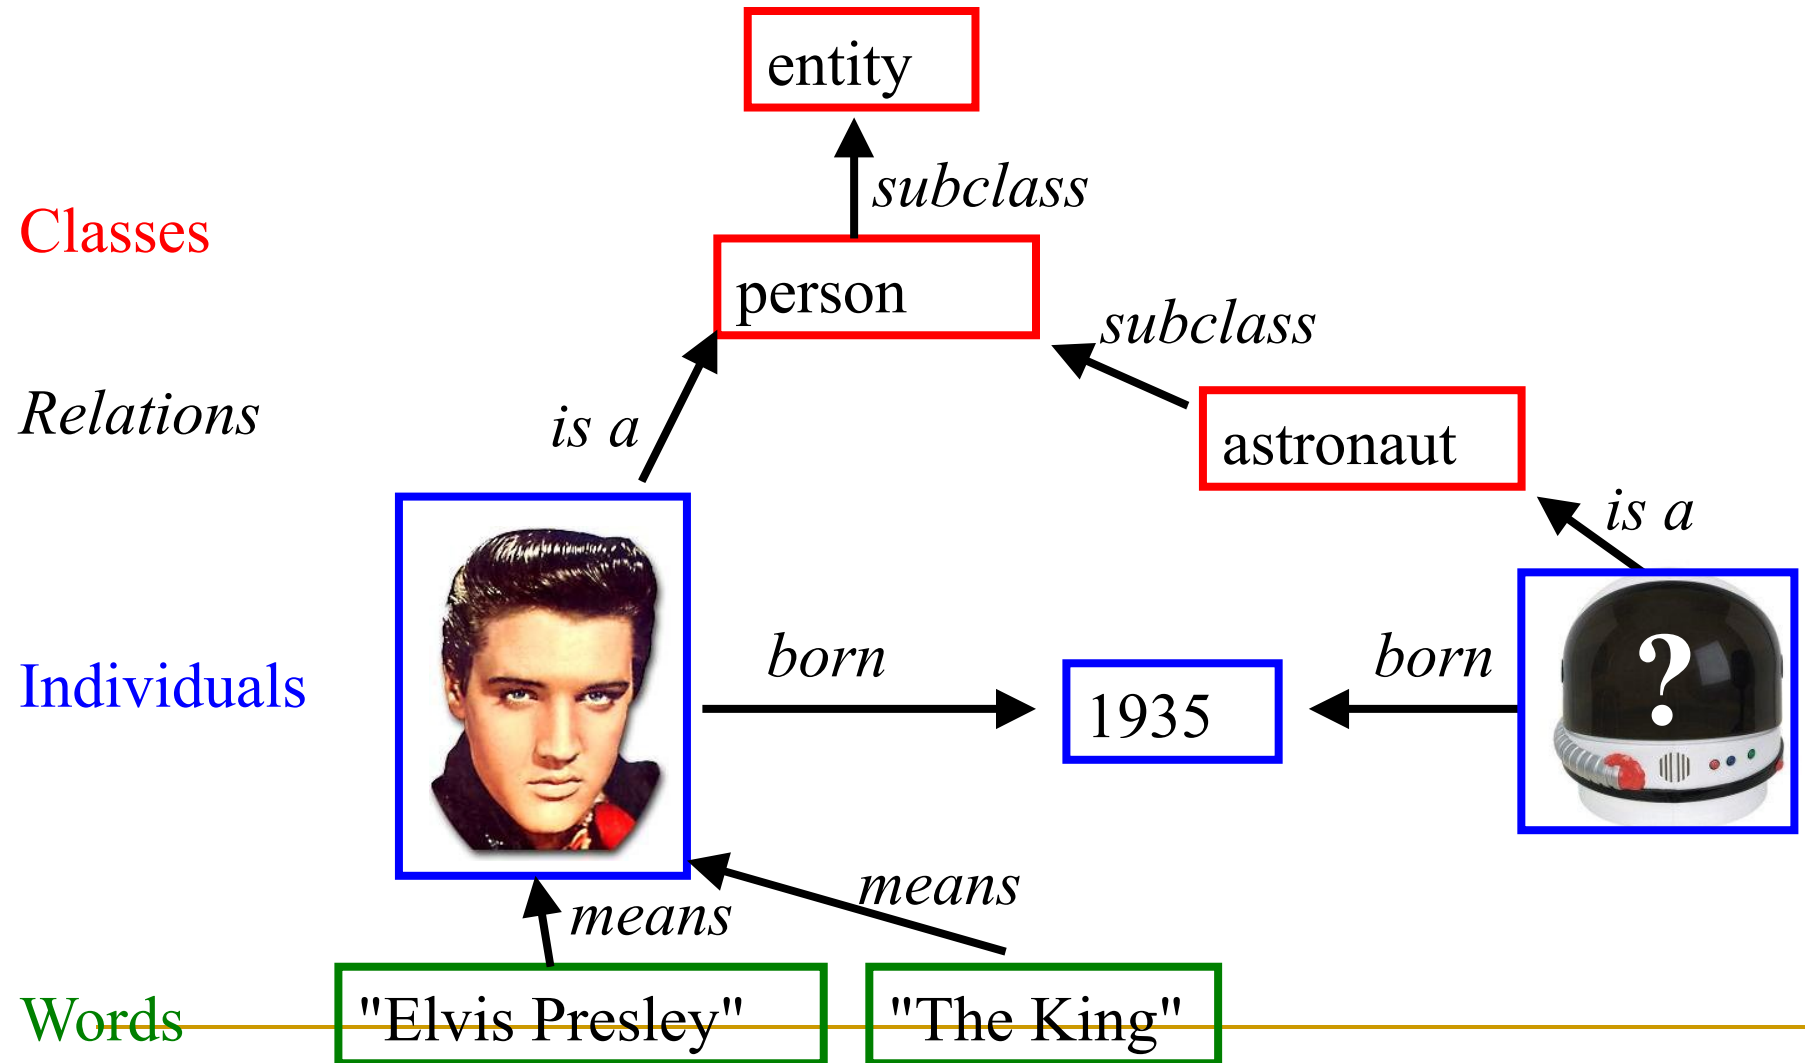 entity
subclass
Classes
person
subclass
Relations
is a
astronaut
is a
born
born
?
Individuals
1935
means
means
Words
"Elvis Presley"
"The King"